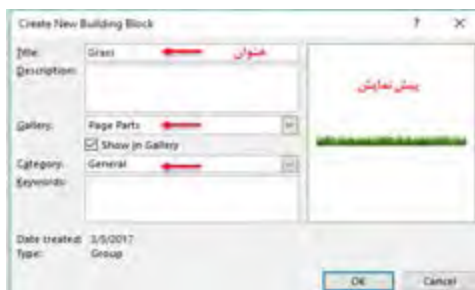 Create New Building Block ? ×
Title: Grass عنوان
Description:
پیش نمایش
Gallery: Page Parts
Show in Gallery
Category: General
Keywords:
Date created: 3/5/2017
Type: Group
OK Cancel